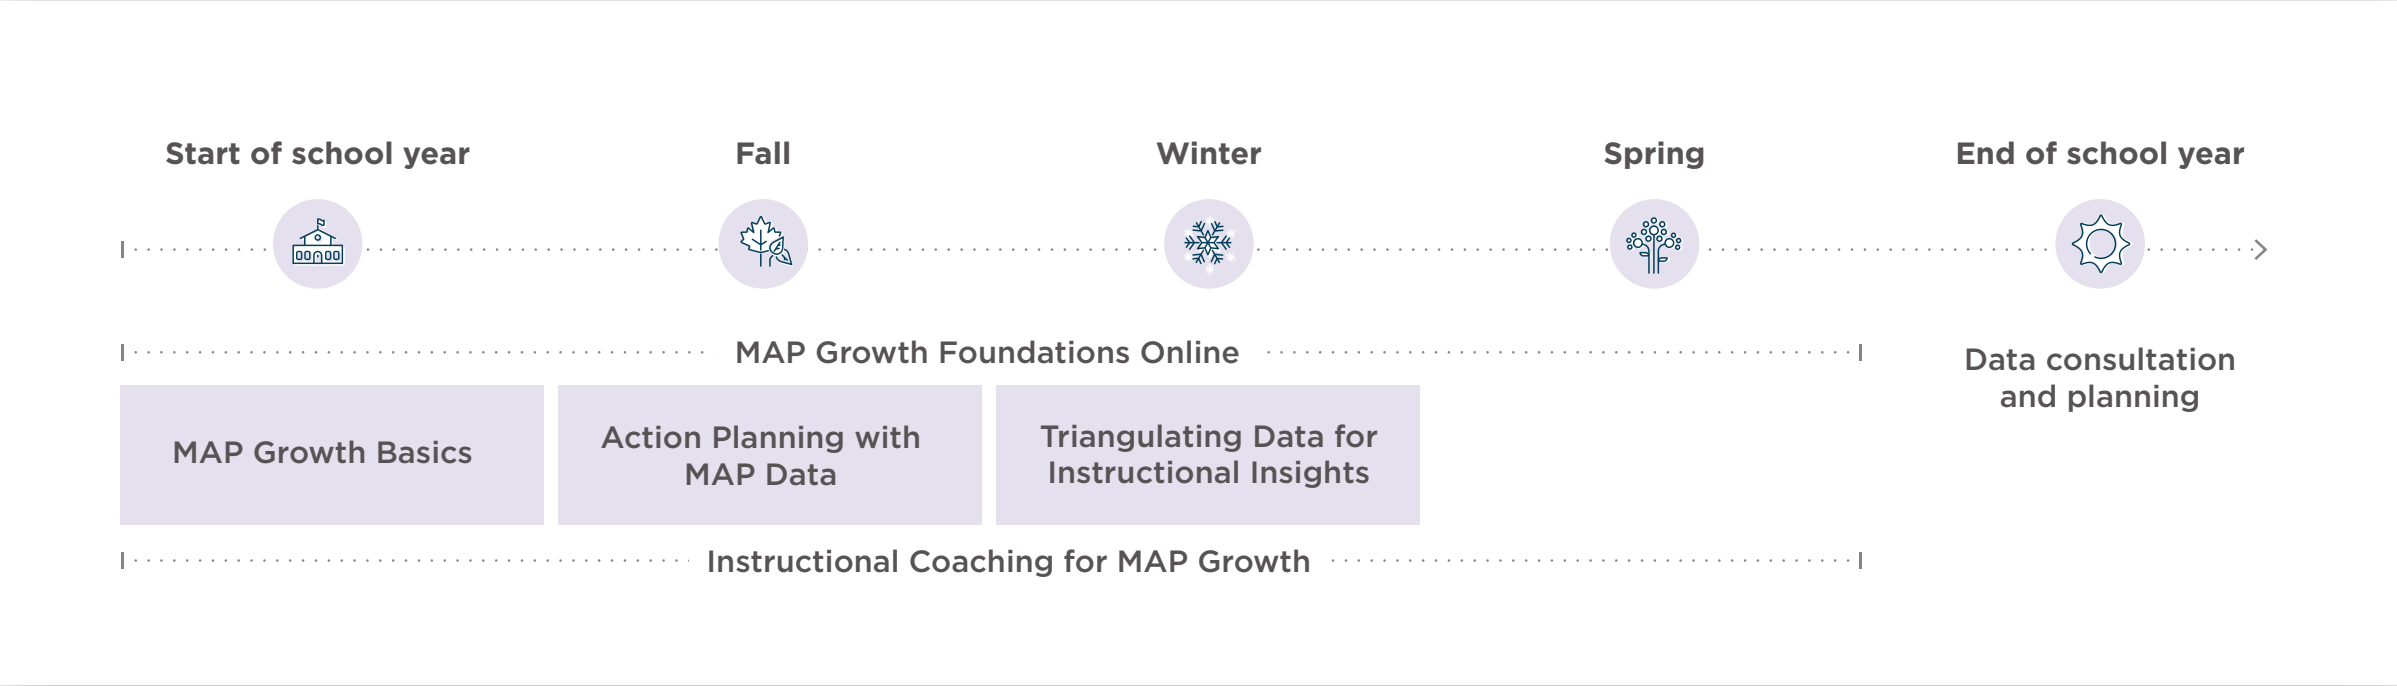 Start of school year
Fall
Winter
Spring
End of school year
MAP Growth Foundations Online
Data consultation
and planning
MAP Growth Basics
Action Planning with
MAP Data
Triangulating Data for
Instructional Insights
Instructional Coaching for MAP Growth